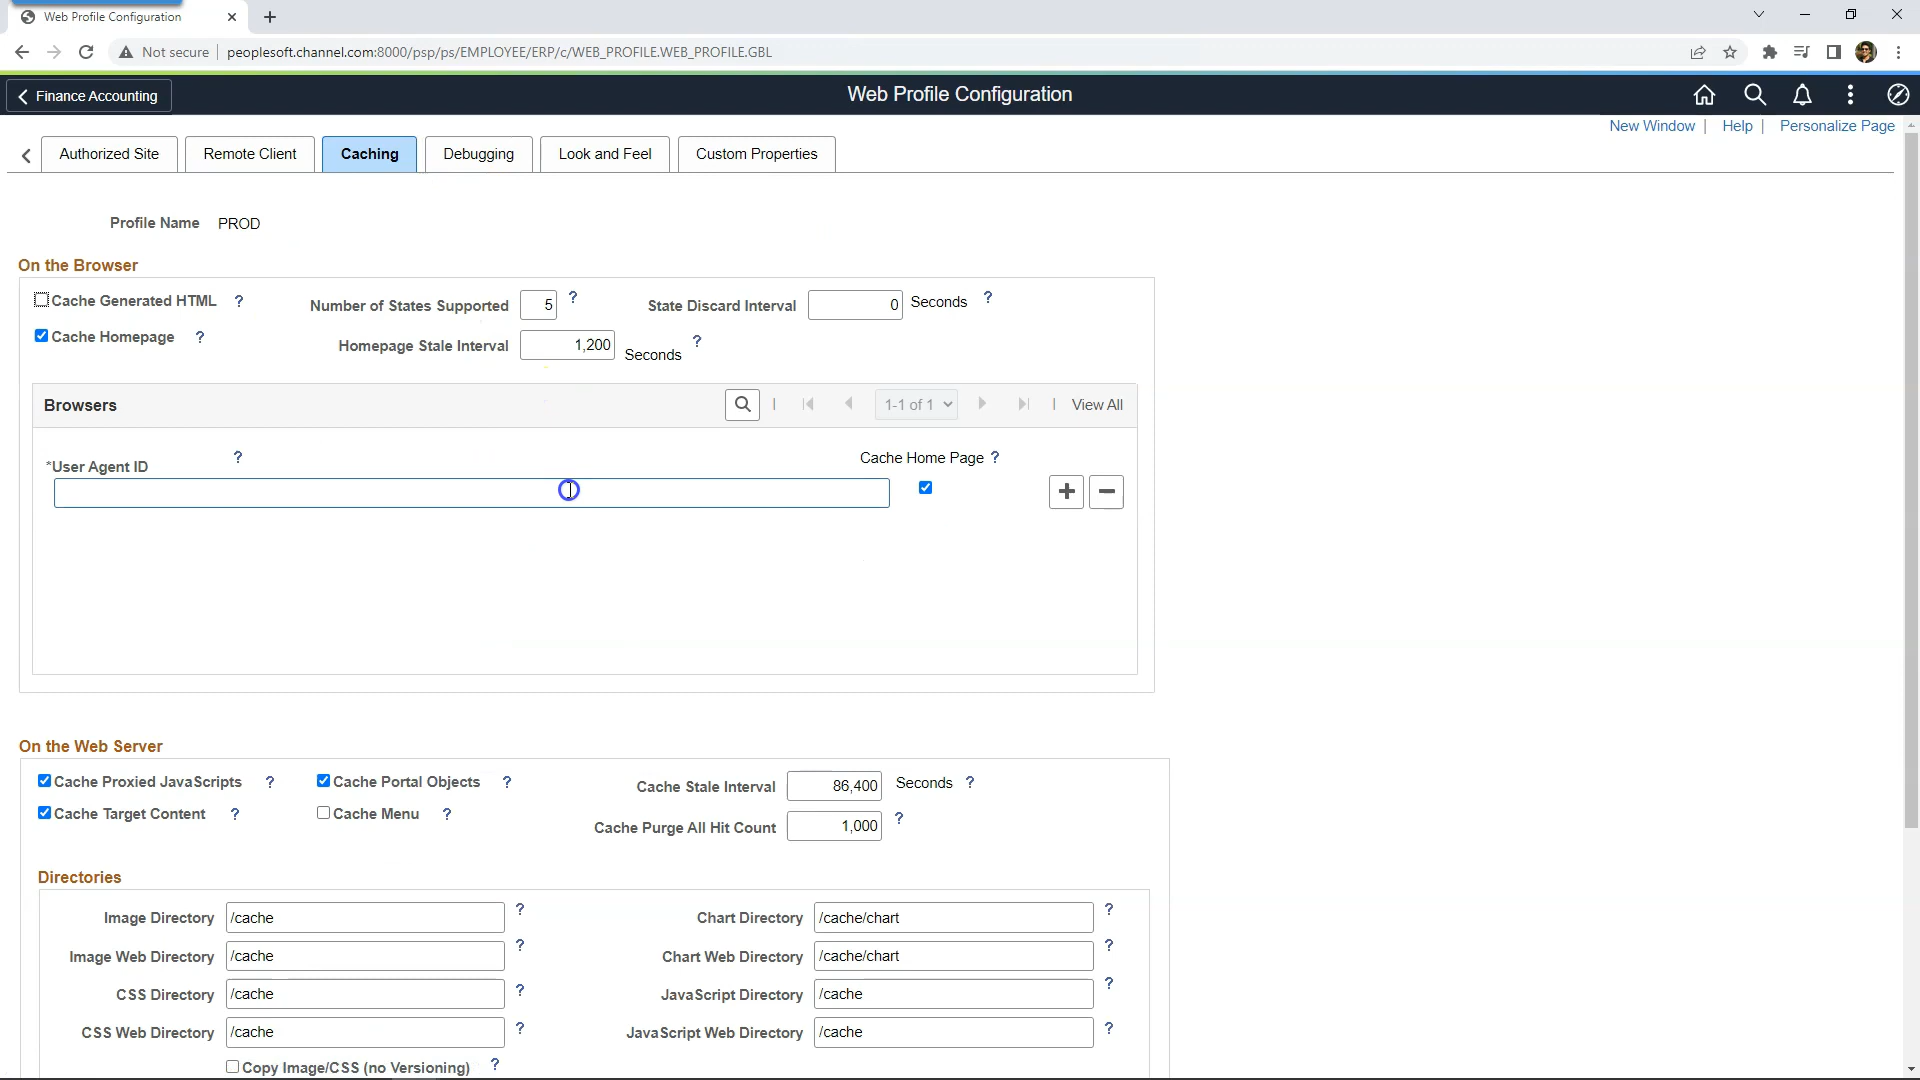 Web Profile Configuration
Not secure
peoplesoft.channel.com:8000/psp/ps/EMPLOYEE/ERP/c/WEB_PROFILE.WEB_PROFILE.GBL
Finance Accounting
Web Profile Configuration
New Window | Help | Personalize Page
Authorized Site
Remote Client
Caching
Debugging
Look and Feel
Custom Properties
Profile Name PROD
On the Browser
Cache Generated HTML ? Number of States Supported 5 ? State Discard Interval 0 Seconds ?
Cache Homepage ? Homepage Stale Interval 1,200 Seconds ?
Browsers | 1-1 of 1 | View All
*User Agent ID ? Cache Home Page ?
On the Web Server
Cache Proxied JavaScripts ? Cache Portal Objects ? Cache Stale Interval 86,400 Seconds ?
Cache Target Content ? Cache Menu ? Cache Purge All Hit Count 1,000 ?
Directories
Image Directory /cache ? Chart Directory /cache/chart ?
Image Web Directory /cache ? Chart Web Directory /cache/chart ?
CSS Directory /cache ? JavaScript Directory /cache ?
CSS Web Directory /cache ? JavaScript Web Directory /cache ?
Copy Image/CSS (no Versioning) ?